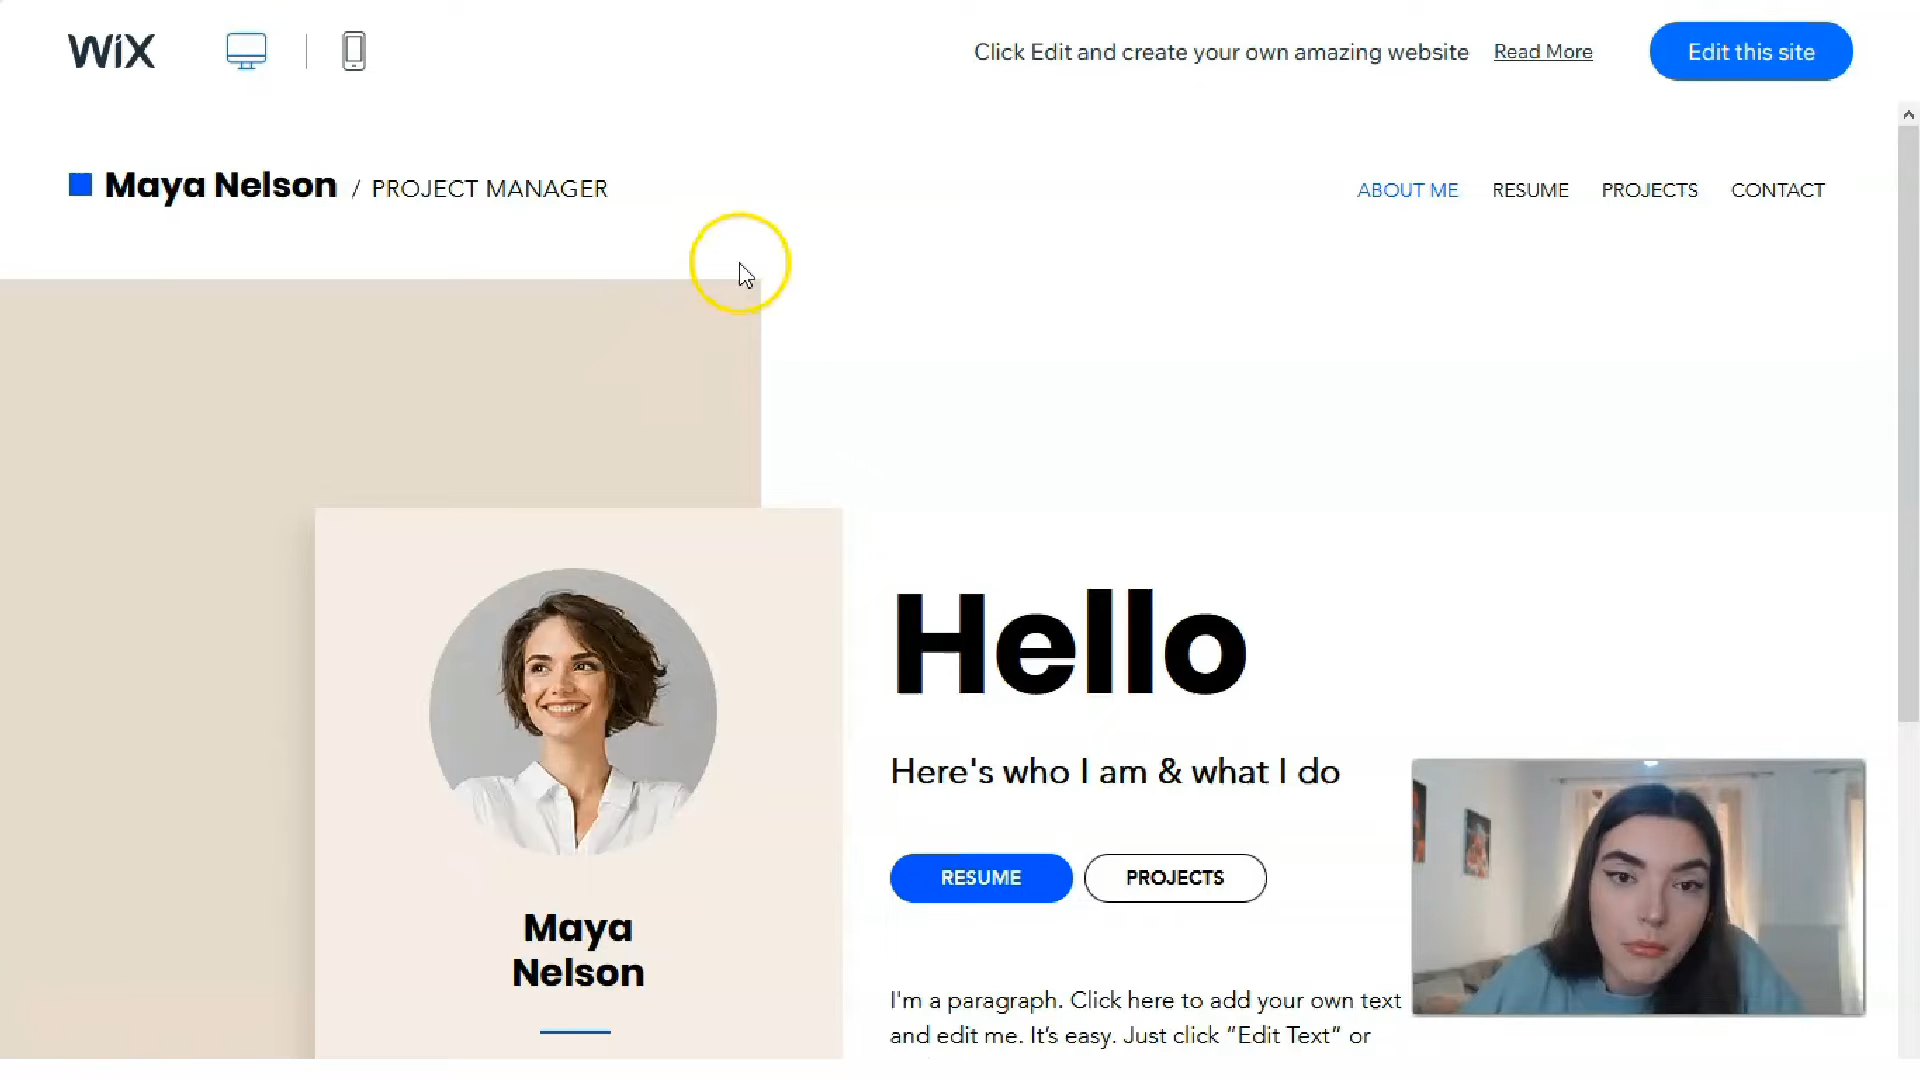 WiX
Click Edit and create your own amazing website Read More Edit this site
Maya Nelson / PROJECT MANAGER
ABOUT ME RESUME PROJECTS CONTACT
Hello
Here's who I am & what I do
RESUME PROJECTS
Maya
Nelson
I'm a paragraph. Click here to add your own text
and edit me. It’s easy. Just click “Edit Text” or